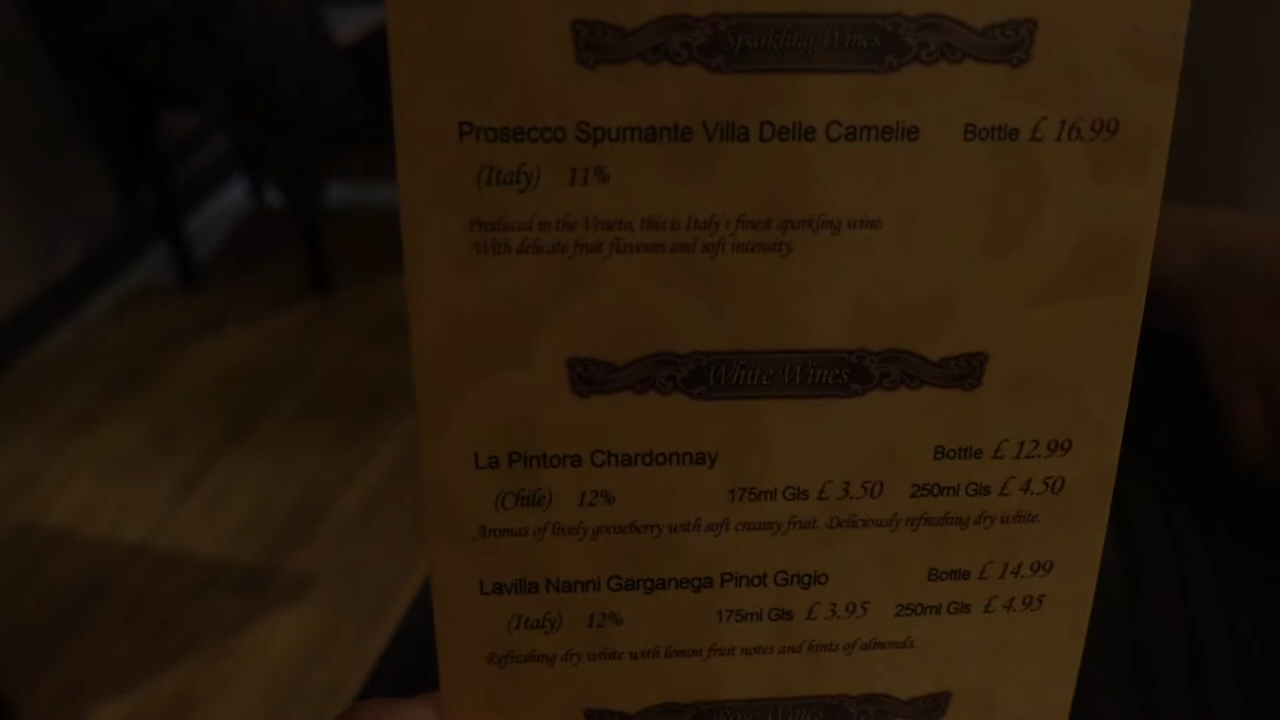 Sparkling Wines
Prosecco Spumante Villa Delle Camelie Bottle £ 16.99
(Italy) 11%
Produced in the Veneto, this is Italy's finest sparkling wine.
With delicate fruit flavours and soft intensity.
White Wines
La Pintora Chardonnay Bottle £ 12.99
(Chile) 12% 175ml Gls £ 3.50 250ml Gls £ 4.50
Aromas of lively gooseberry with soft creamy fruit. Deliciously refreshing dry white.
Lavilla Nanni Garganega Pinot Grigio Bottle £ 14.99
(Italy) 12% 175ml Gls £ 3.95 250ml Gls £ 4.95
Refreshing dry white with lemon fruit notes and hints of almonds.
Rose Wines